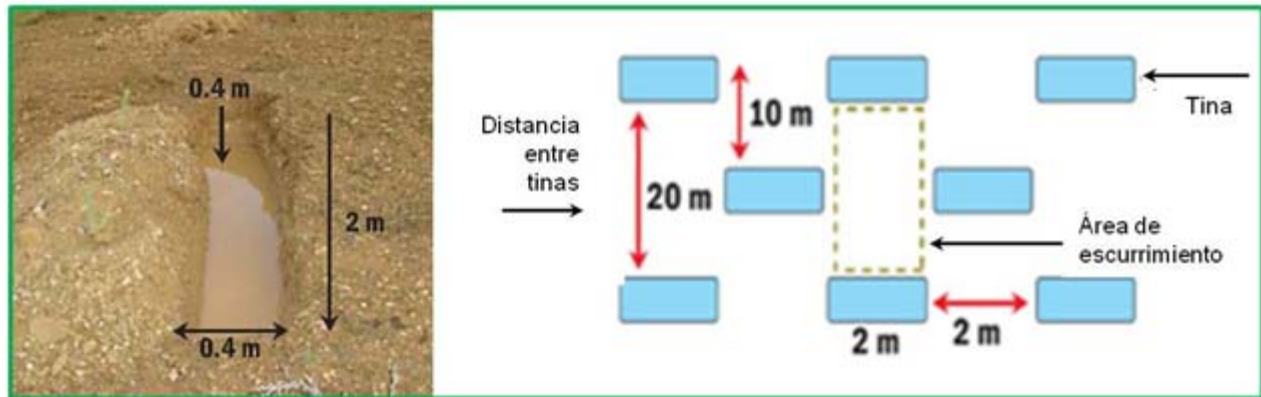 0.4 m
2 m
0.4 m
Distancia
entre
tinas
10 m
20 m
Tina
Área de
escurrimiento
2 m
2 m